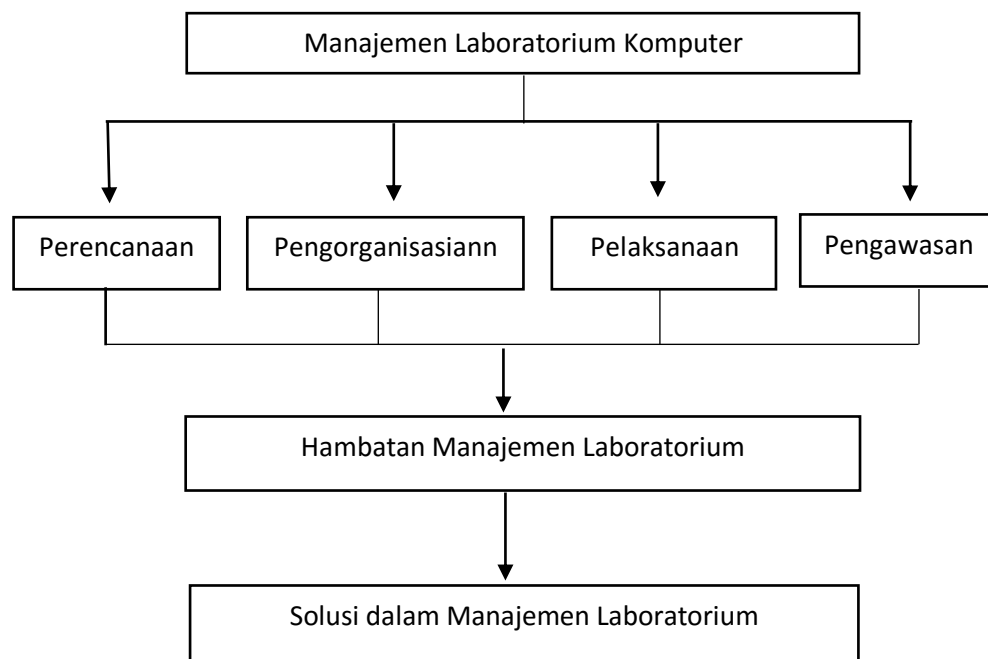 Manajemen Laboratorium Komputer
Perencanaan
Pengorganisasiann
Pelaksanaan
Pengawasan
Hambatan Manajemen Laboratorium
Solusi dalam Manajemen Laboratorium